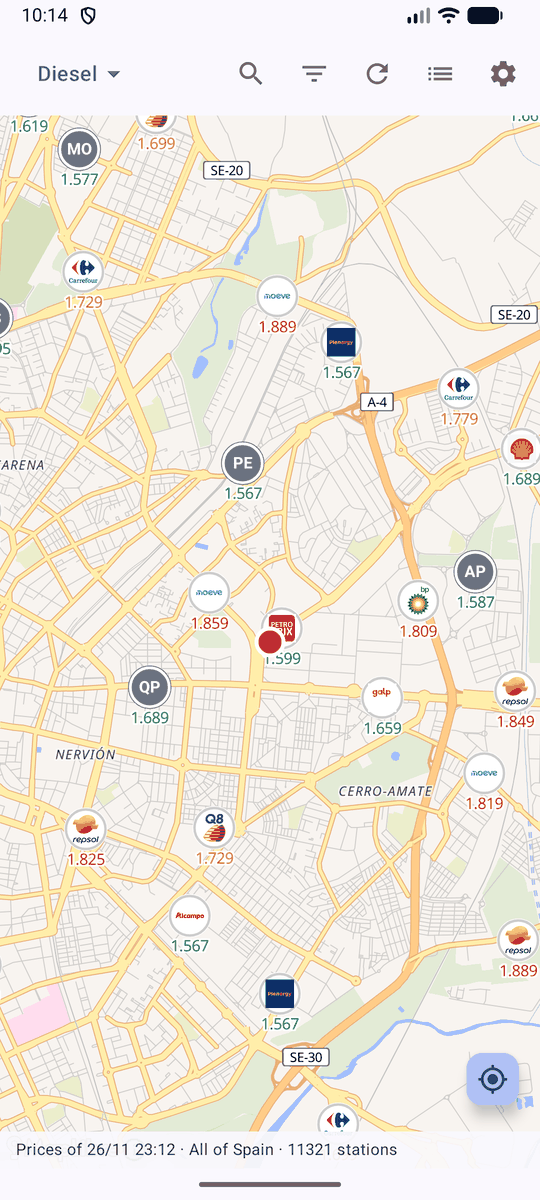 10:14
Diesel
1.619
MO
1.577
1.699
SE-20
Carrefour
1.729
moeve
1.889
SE-20
Plenergy
1.567
A-4
Carrefour
1.779
1.689
PE
1.567
AP
1.587
moeve
1.859
bp
1.809
PETRO
1.599
QP
1.689
galp
1.659
repsol
1.849
NERVIÓN
moeve
1.819
CERRO-AMATE
repsol
1.825
Q8
1.729
Alcampo
1.567
repsol
1.889
Plenergy
1.567
SE-30
Prices of 26/11 23:12 · All of Spain · 11321 stations